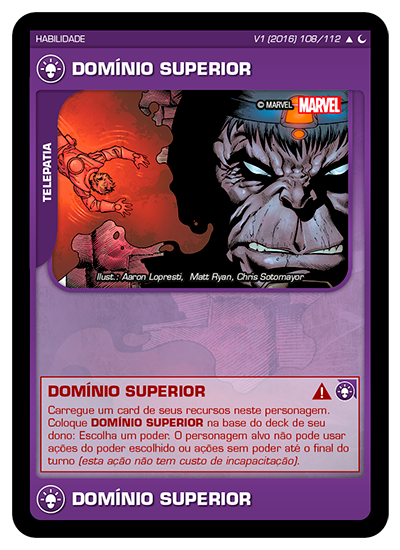 HABILIDADE V1 (2016) 108/112
DOMÍNIO SUPERIOR
© MARVEL MARVEL
TELEPATIA
Ilust.: Aaron Lopresti, Matt Ryan, Chris Sotomayor
DOMÍNIO SUPERIOR
Carregue um card de seus recursos neste personagem.
Coloque DOMÍNIO SUPERIOR na base do deck de seu
dono: Escolha um poder. O personagem alvo não pode usar
ações do poder escolhido ou ações sem poder até o final do
turno (esta ação não tem custo de incapacitação).
DOMÍNIO SUPERIOR